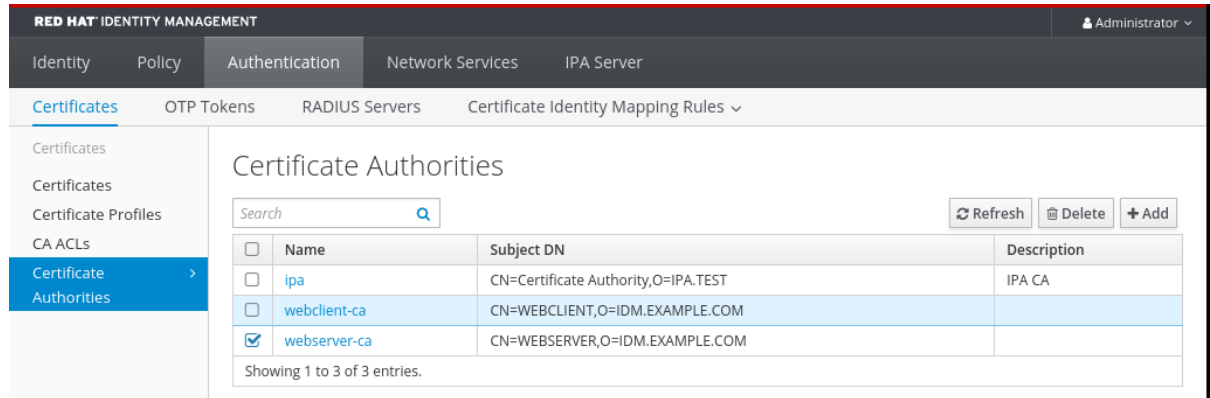 RED HAT IDENTITY MANAGEMENT Administrator
Identity Policy Authentication Network Services IPA Server
Certificates OTP Tokens RADIUS Servers Certificate Identity Mapping Rules
Certificates
Certificates
Certificate Profiles
CA ACLs
Certificate
Authorities
Certificate Authorities
Search Refresh Delete Add
Name Subject DN Description
ipa CN=Certificate Authority,O=IPA.TEST IPA CA
webclient-ca CN=WEBCLIENT,O=IDM.EXAMPLE.COM
webserver-ca CN=WEBSERVER,O=IDM.EXAMPLE.COM
Showing 1 to 3 of 3 entries.